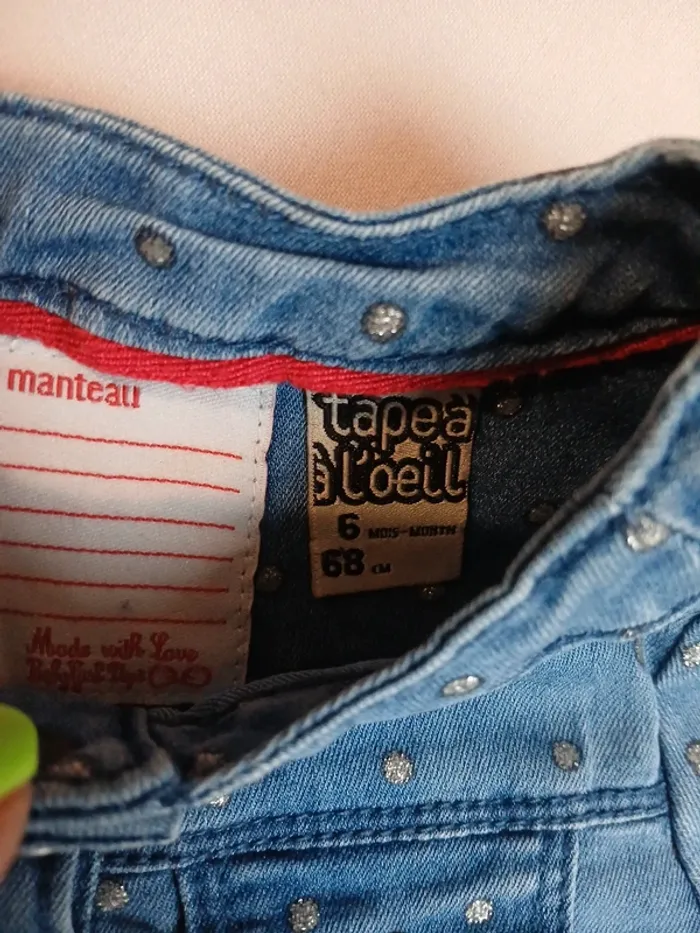 manteau
Made with Love
tape à
à l'oeil
6 MOIS-MONTH
68 CM